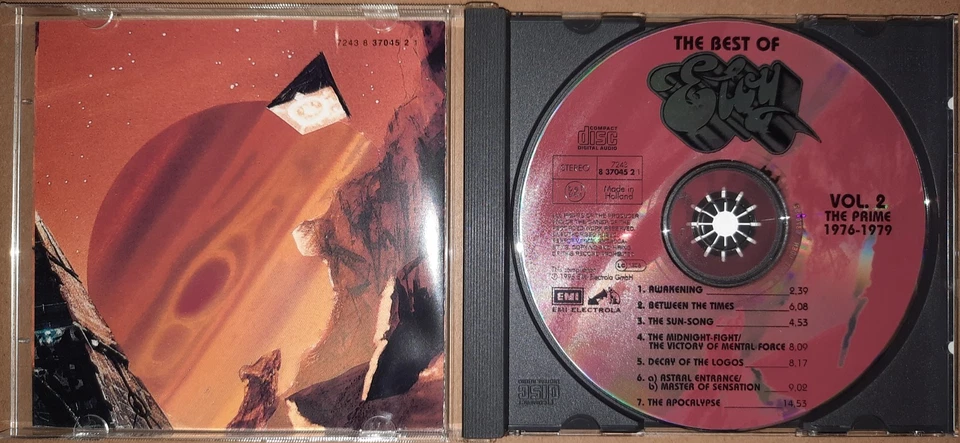 7243 8 37045 2 1
THE BEST OF
Eloy
COMPACT
disc
DIGITAL AUDIO
STEREO
7243
8 37045 2 1
Made in
Holland
VOL. 2
THE PRIME
1976-1979
EMI
EMI ELECTROLA
1. AWAKENING 2,39
2. BETWEEN THE TIMES 6,08
3. THE SUN-SONG 4,53
4. THE MIDNIGHT-FIGHT/
THE VICTORY OF MENTAL FORCE 8,09
5. DECAY OF THE LOGOS 8,17
6. a) ASTRAL ENTRANCE/
b) MASTER OF SENSATION 9,02
7. THE APOCALYPSE 14,53